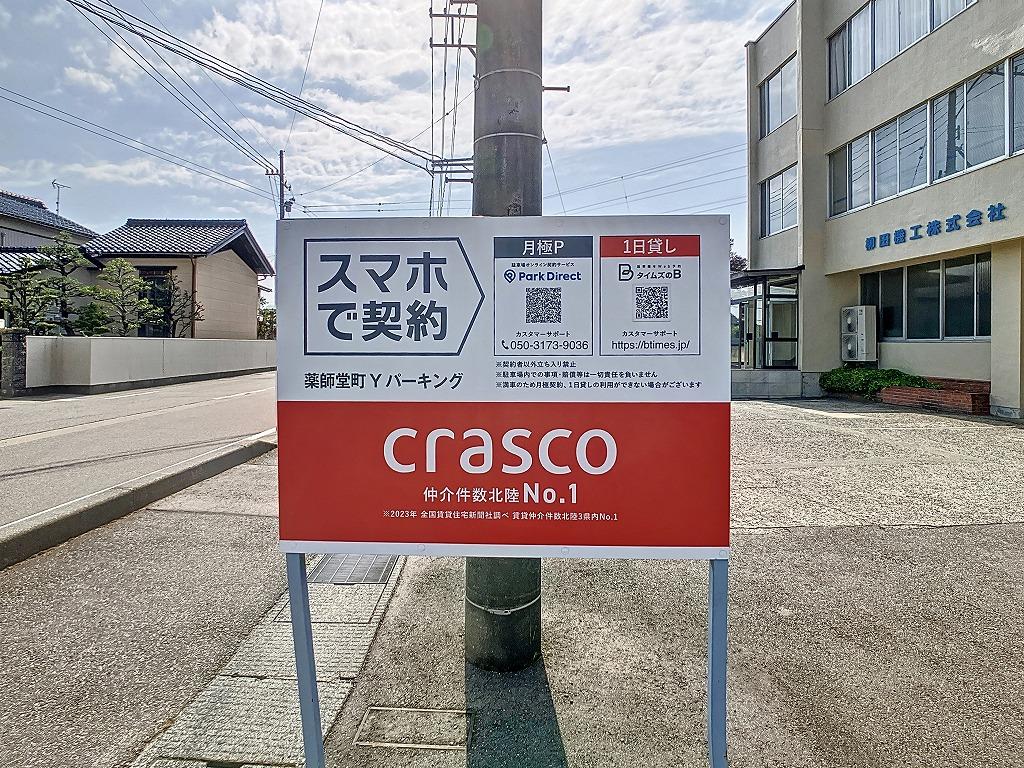 スマホ
で契約
薬師堂町Yパーキング
月極P
駐車場オンライン契約サービス
Park Direct
カスタマーサポート
050-3173-9036
1日貸し
B タイムズのB
カスタマーサポート
https://btimes.jp/
※契約者以外立ち入り禁止
※駐車場内での事項・賠償等は一切責任を負いません
※満車のため月極契約、1日貸しの利用ができない場合がございます
crasco
仲介件数北陸No.1
※2023年 全国賃貸住宅新聞社調べ 賃貸仲介件数北陸3県内No.1
柳田機工株式会社